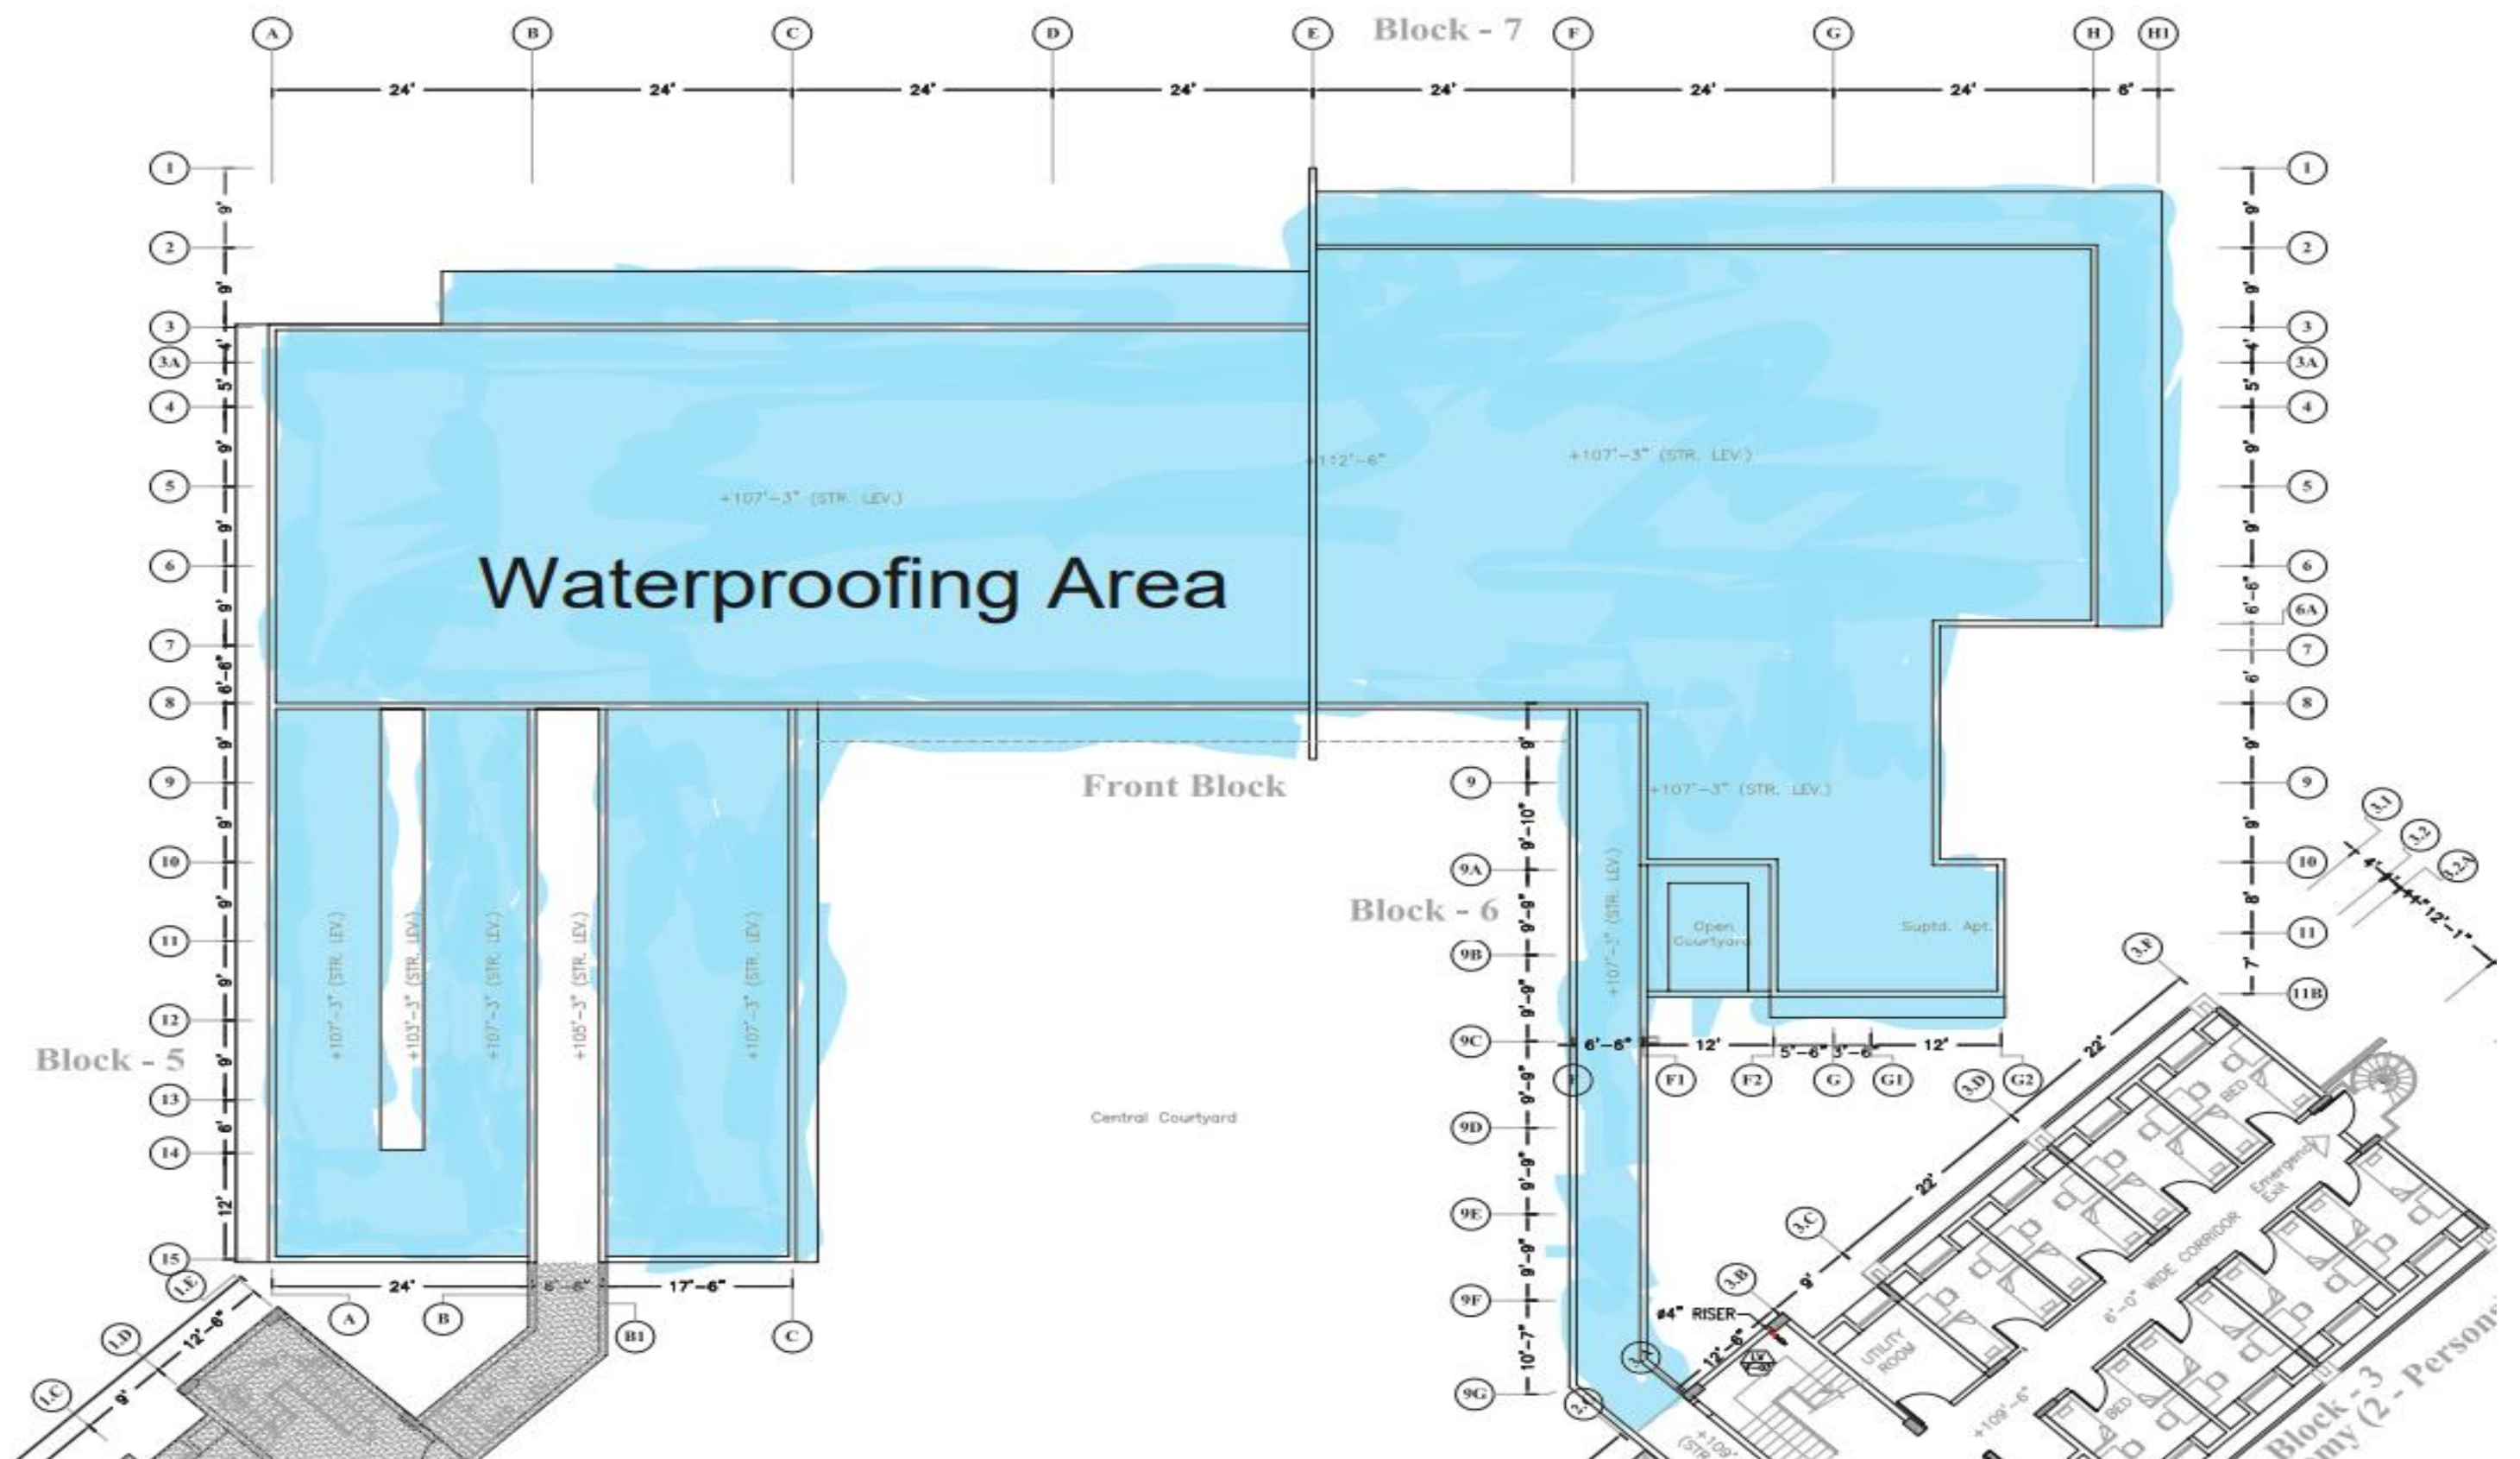 Block - 7
A B C D E F G H H1
24' 24' 24' 24' 24' 24' 24' 6'
1 1
9' 9'
2 2
9' 9'
3 3
4' 4'
3A 3A
5' 5'
4 4
9' 9'
+107'-3" (STR. LEV.)
5 5
+107'-3" (STR. LEV.)
9' 9'
Waterproofing Area
6 6
9' 6'-6"
6A
7 7
6'-6" 6'
8 8
9' 9' 9'
Front Block
9 9 9
+107'-3" (STR. LEV.)
9' 9'-10" 9'
10 9A 10
9' 9'-9" 8'
Block - 6
Open
Courtyard
Suptd. Apt.
11 9B 11
9' 9'-9" 7'
12 9C 11B
+107'-3" (STR. LEV.)
+103'-3" (STR. LEV.)
+107'-3" (STR. LEV.)
+105'-3" (STR. LEV.)
+107'-3" (STR. LEV.)
+107'-3" (STR. LEV.)
6'-6" 12' 5'-6" 3'-6" 12'
F F1 F2 G G1 G2
Block - 5
9' 9'-9"
13 9D
6' 9'-9"
14 9E
12' 9'-9"
15 9F
10'-7"
9G
Central Courtyard
24' 6'-6" 17'-6"
A B B1 C
1.E
12'-6"
1.D
9'
1.C
3.1
3.2
3.2A
4'
12'-1"
3.F
22'
3.D
22'
3.C
9'
3.B
12'-6"
ø4" RISER
BED
Emergency
Exit
6'-0" WIDE CORRIDOR
UTILITY
ROOM
BED
+109'-6"
+109'
(STR
Block - 3
omy (2 - Persons